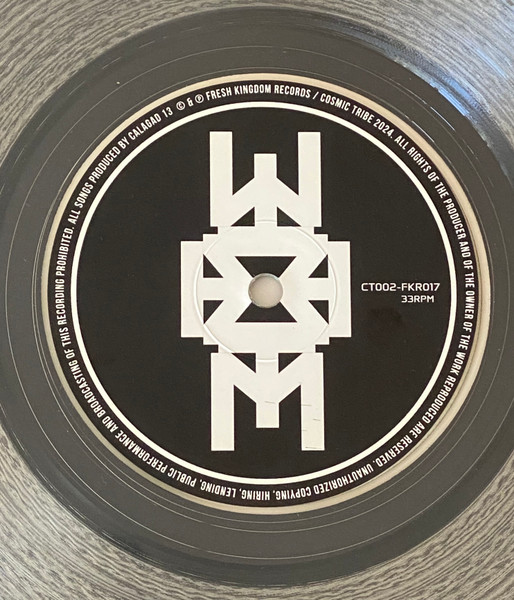 ALL SONGS PRODUCED BY CALAGAD 13 © & ℗ FRESH KINGDOM RECORDS / COSMIC TRIBE 2024. ALL RIGHTS OF THE PRODUCER AND OF THE OWNER OF THE WORK REPRODUCED ARE RESERVED. UNAUTHORIZED COPYING, HIRING, LENDING, PUBLIC PERFORMANCE AND BROADCASTING OF THIS RECORDING PROHIBITED.
CT002-FKR017
33RPM